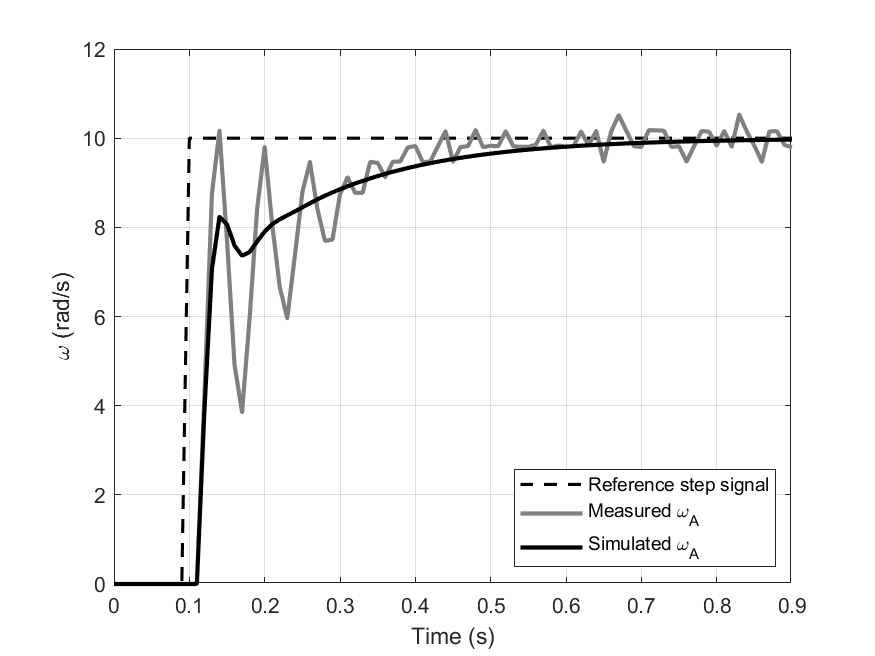 12
10
8
6
4
2
0
ω (rad/s)
0 0.1 0.2 0.3 0.4 0.5 0.6 0.7 0.8 0.9
Time (s)
Reference step signal
Measured ω_A
Simulated ω_A